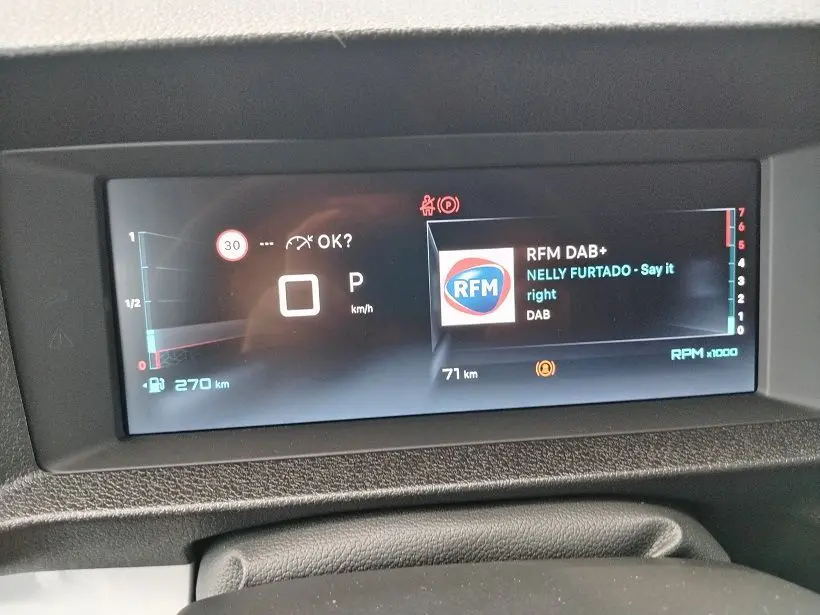 1
30
--- OK?
1/2
0
P
km/h
0
270 km
P
RFM
RFM DAB+
NELLY FURTADO - Say it
right
DAB
7
6
5
4
3
2
1
0
RPM x1000
71 km